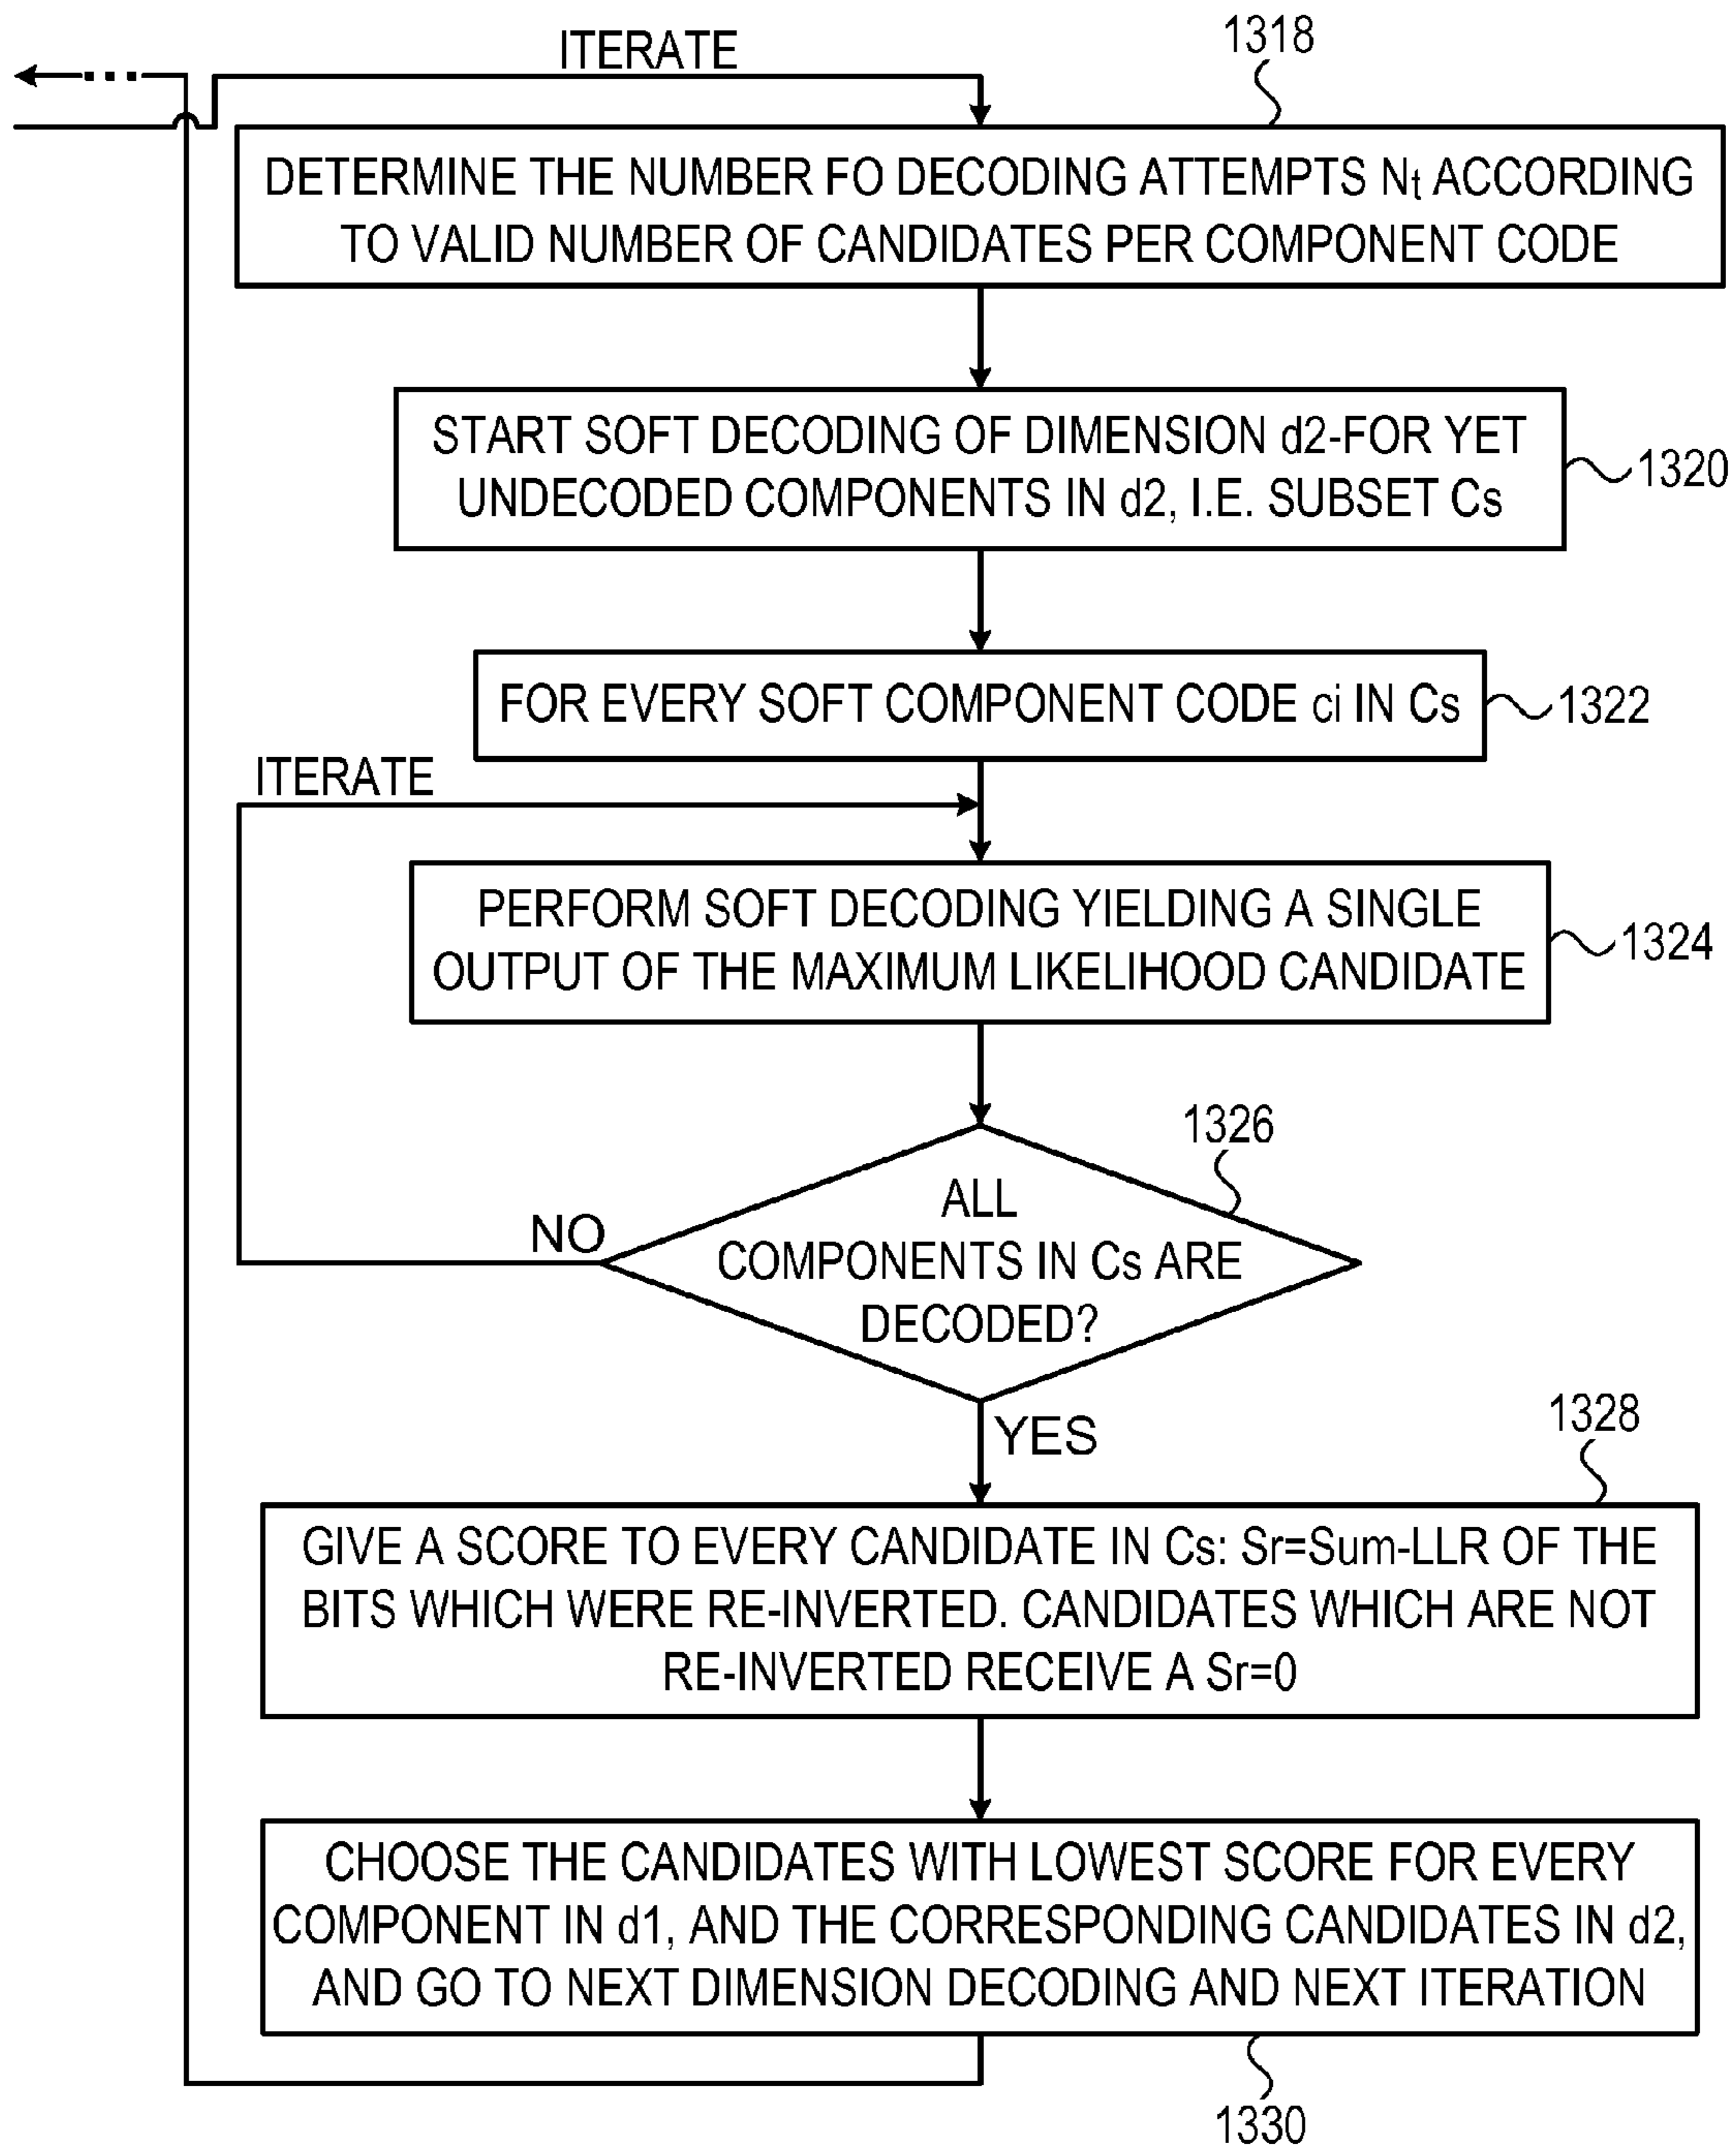 1318
ITERATE
DETERMINE THE NUMBER FO DECODING ATTEMPTS Nt ACCORDING
TO VALID NUMBER OF CANDIDATES PER COMPONENT CODE
START SOFT DECODING OF DIMENSION d2-FOR YET
UNDECODED COMPONENTS IN d2, I.E. SUBSET Cs
1320
FOR EVERY SOFT COMPONENT CODE ci IN Cs
1322
ITERATE
PERFORM SOFT DECODING YIELDING A SINGLE
OUTPUT OF THE MAXIMUM LIKELIHOOD CANDIDATE
1324
1326
ALL
COMPONENTS IN Cs ARE
DECODED?
NO
YES
1328
GIVE A SCORE TO EVERY CANDIDATE IN Cs: Sr=Sum-LLR OF THE
BITS WHICH WERE RE-INVERTED. CANDIDATES WHICH ARE NOT
RE-INVERTED RECEIVE A Sr=0
CHOOSE THE CANDIDATES WITH LOWEST SCORE FOR EVERY
COMPONENT IN d1, AND THE CORRESPONDING CANDIDATES IN d2,
AND GO TO NEXT DIMENSION DECODING AND NEXT ITERATION
1330